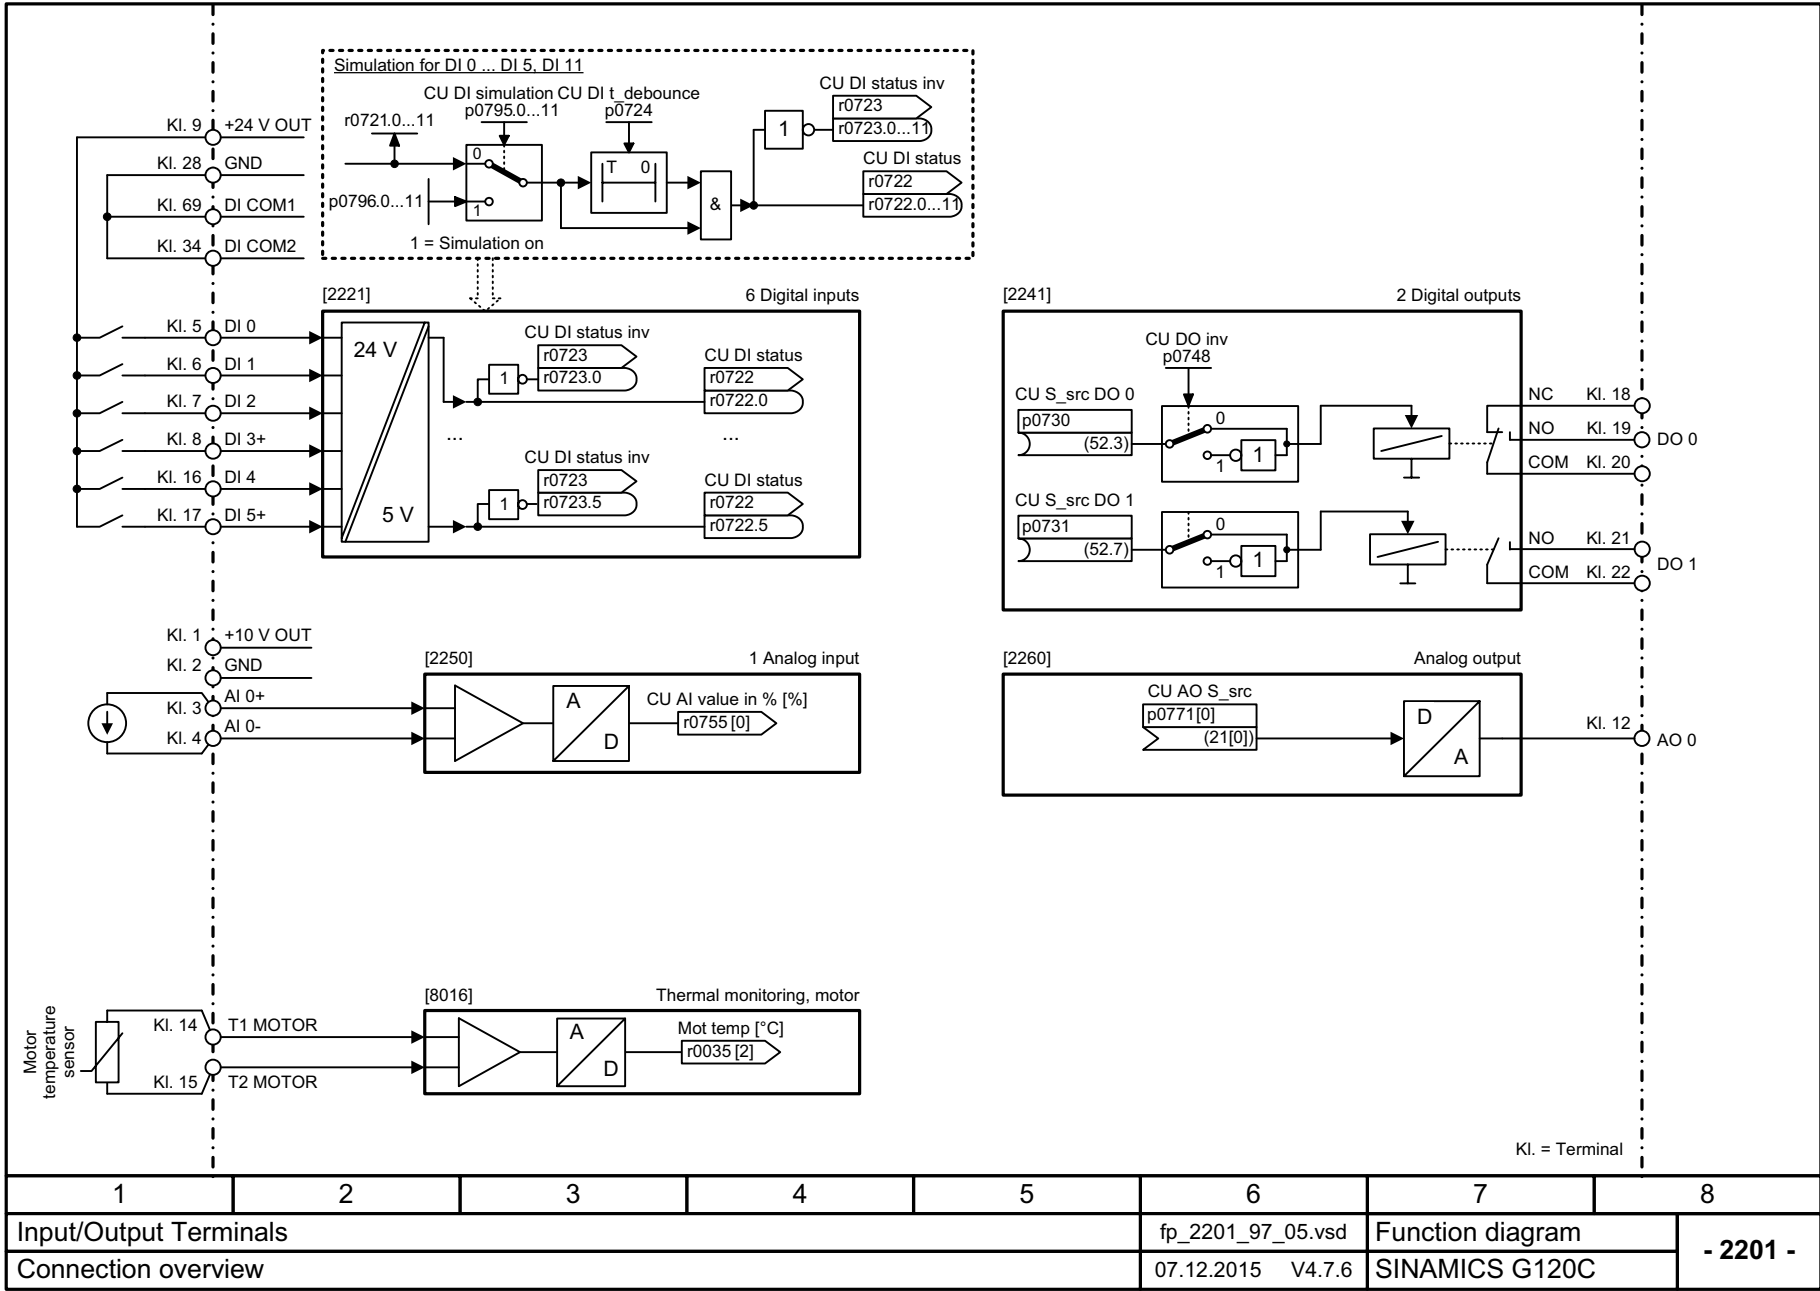 Simulation for DI 0 ... DI 5, DI 11
CU DI simulation
p0795.0...11
CU DI t_debounce
p0724
r0721.0...11
0
p0796.0...11
1
1 = Simulation on
T 0
&
1
CU DI status inv
r0723
r0723.0...11
CU DI status
r0722
r0722.0...11
Kl. 9 +24 V OUT
Kl. 28 GND
Kl. 69 DI COM1
Kl. 34 DI COM2
Kl. 5 DI 0
Kl. 6 DI 1
Kl. 7 DI 2
Kl. 8 DI 3+
Kl. 16 DI 4
Kl. 17 DI 5+
[2221] 6 Digital inputs
24 V
5 V
CU DI status inv
1
r0723
r0723.0
CU DI status
r0722
r0722.0
... ...
CU DI status inv
1
r0723
r0723.5
CU DI status
r0722
r0722.5
[2241] 2 Digital outputs
CU DO inv
p0748
CU S_src DO 0
p0730
(52.3)
0
1
1
NC Kl. 18
NO Kl. 19
COM Kl. 20
DO 0
CU S_src DO 1
p0731
(52.7)
0
1
1
NO Kl. 21
COM Kl. 22
DO 1
Kl. 1 +10 V OUT
Kl. 2 GND
Kl. 3 AI 0+
Kl. 4 AI 0-
[2250] 1 Analog input
A
D
CU AI value in % [%]
r0755 [0]
[2260] Analog output
CU AO S_src
p0771[0]
(21[0])
D
A
Kl. 12
AO 0
Motor
temperature
sensor
Kl. 14 T1 MOTOR
Kl. 15 T2 MOTOR
[8016] Thermal monitoring, motor
A
D
Mot temp [°C]
r0035 [2]
Kl. = Terminal
1 2 3 4 5 6 7 8
Input/Output Terminals fp_2201_97_05.vsd Function diagram
- 2201 -
Connection overview 07.12.2015 V4.7.6 SINAMICS G120C